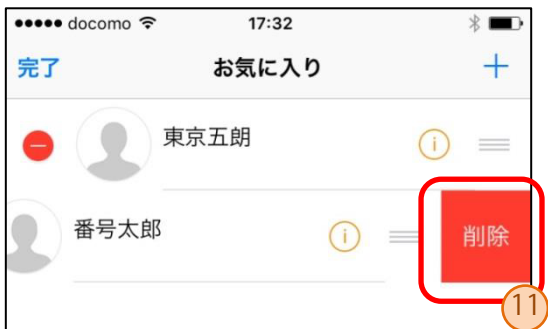 ●●●●● docomo 17:32
完了 お気に入り +
東京五朗 i
番号太郎 i 削除
11